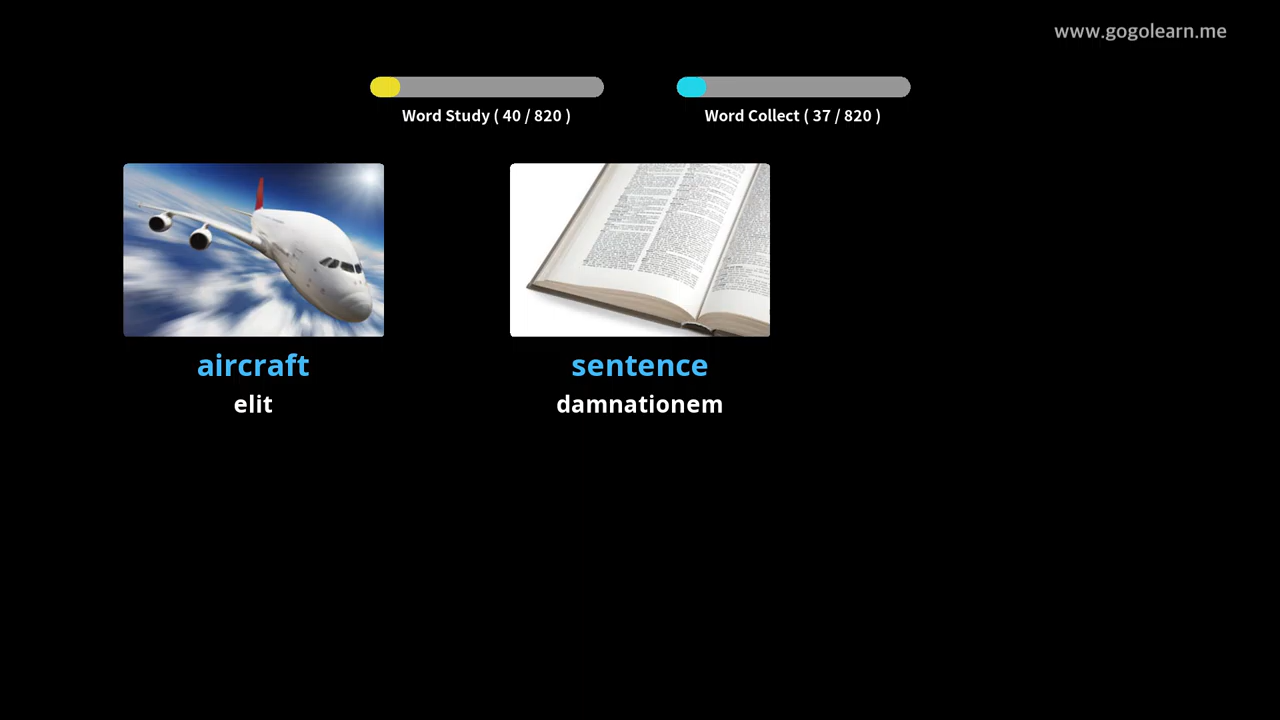 www.gogolearn.me
Word Study ( 40 / 820 )
Word Collect ( 37 / 820 )
aircraft
elit
sentence
damnationem